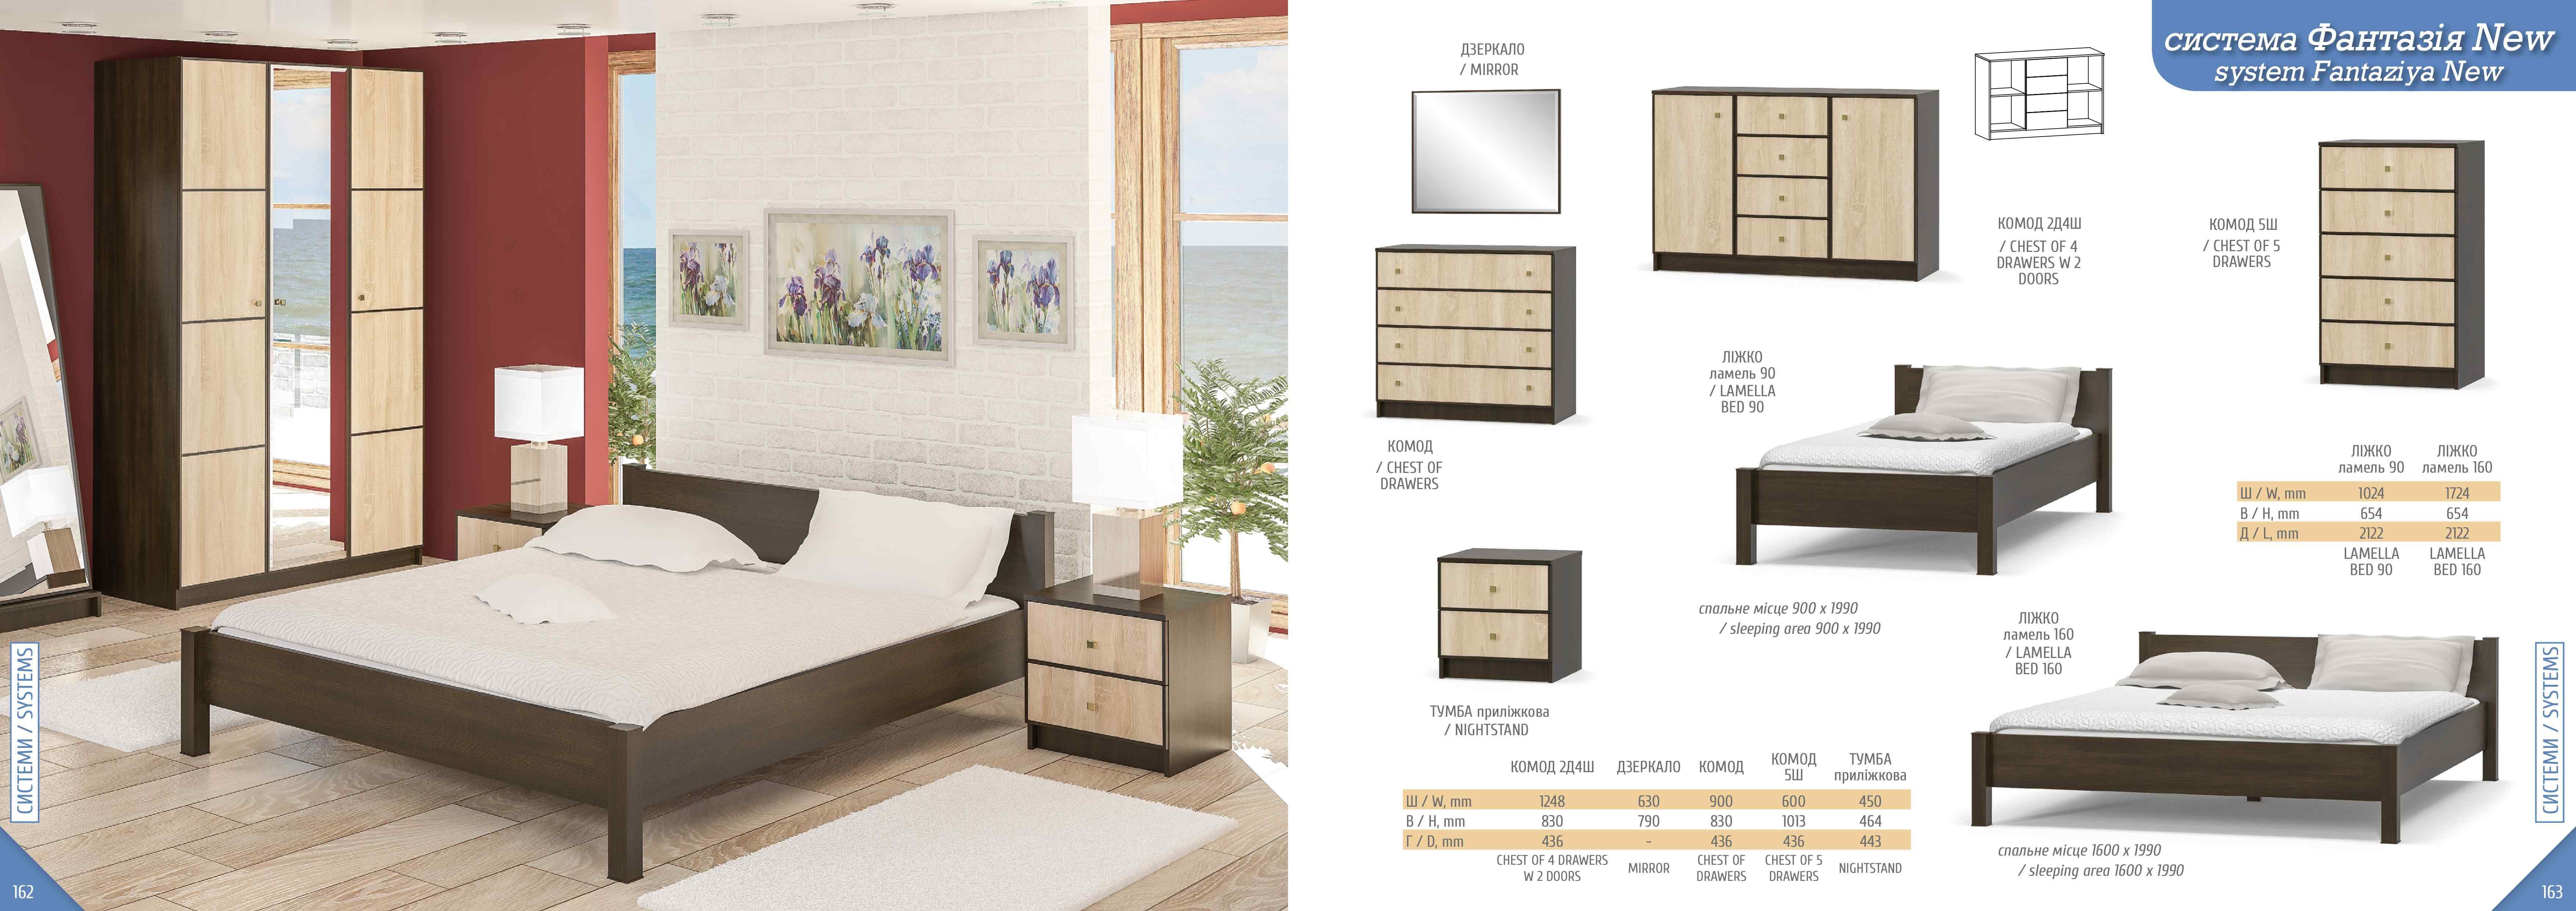 СИСТЕМИ / SYSTEMS
162
система Фантазія New
system Fantaziya New
ДЗЕРКАЛО
/ MIRROR
КОМОД 2Д4Ш
/ CHEST OF 4
DRAWERS W 2
DOORS
КОМОД 5Ш
/ CHEST OF 5
DRAWERS
КОМОД
/ CHEST OF
DRAWERS
ЛІЖКО
ламель 90
/ LAMELLA
BED 90
спальне місце 900 x 1990
/ sleeping area 900 x 1990
ЛІЖКО ЛІЖКО
ламель 90 ламель 160
Ш / W, mm 1024 1724
В / H, mm 654 654
Д / L, mm 2122 2122
LAMELLA LAMELLA
BED 90 BED 160
ТУМБА приліжкова
/ NIGHTSTAND
ЛІЖКО
ламель 160
/ LAMELLA
BED 160
спальне місце 1600 x 1990
/ sleeping area 1600 x 1990
КОМОД 2Д4Ш ДЗЕРКАЛО КОМОД КОМОД 5Ш ТУМБА приліжкова
Ш / W, mm 1248 630 900 600 450
В / H, mm 830 790 830 1013 464
Г / D, mm 436 - 436 436 443
CHEST OF 4 DRAWERS W 2 DOORS MIRROR CHEST OF DRAWERS CHEST OF 5 DRAWERS NIGHTSTAND
СИСТЕМИ / SYSTEMS
163